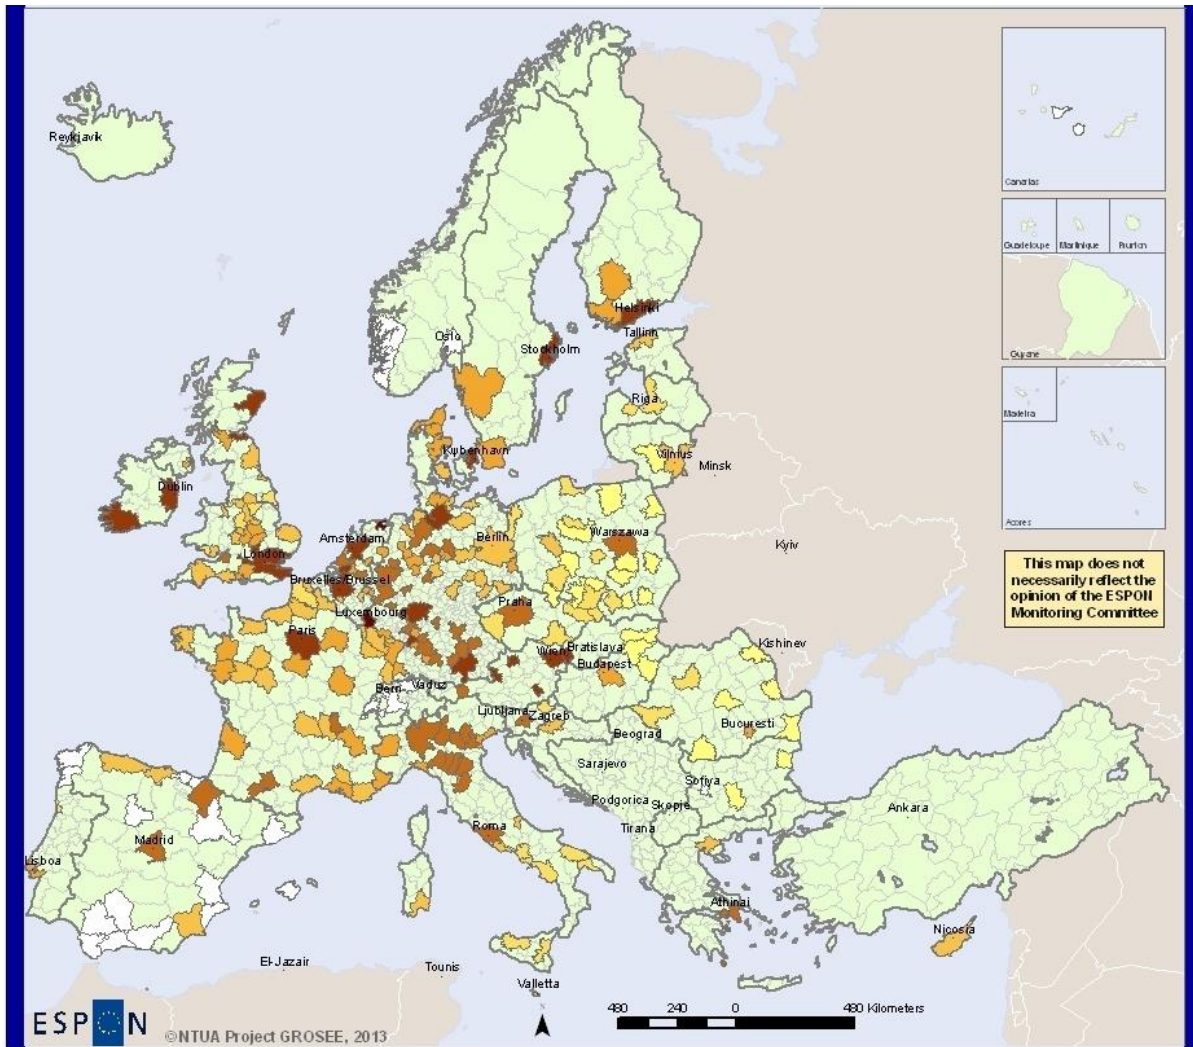 Reykjavik
Canarias
Guadeloupe
Martinique
Réunion
Guyane
Madeira
Acores
Oslo
Helsinki
Tallinn
Stockholm
Riga
København
Vilnius
Minsk
Dublin
London
Amsterdam
Berlin
Warszawa
Kyiv
Bruxelles/Brussel
Luxembourg
Praha
Paris
Wien
Bratislava
Kishinev
Budapest
Bern
Vaduz
Ljubljana
Zagreb
Bucuresti
Beograd
Sarajevo
Sofiya
Podgorica
Skopje
Tirana
Ankara
Roma
Madrid
Lisboa
Athinai
Nicosia
El-Jazair
Tounis
Valletta
This map does not
necessarily reflect the
opinion of the ESPON
Monitoring Committee
480 240 0 480 Kilometers
ESPON
©NTUA Project GROSEE, 2013